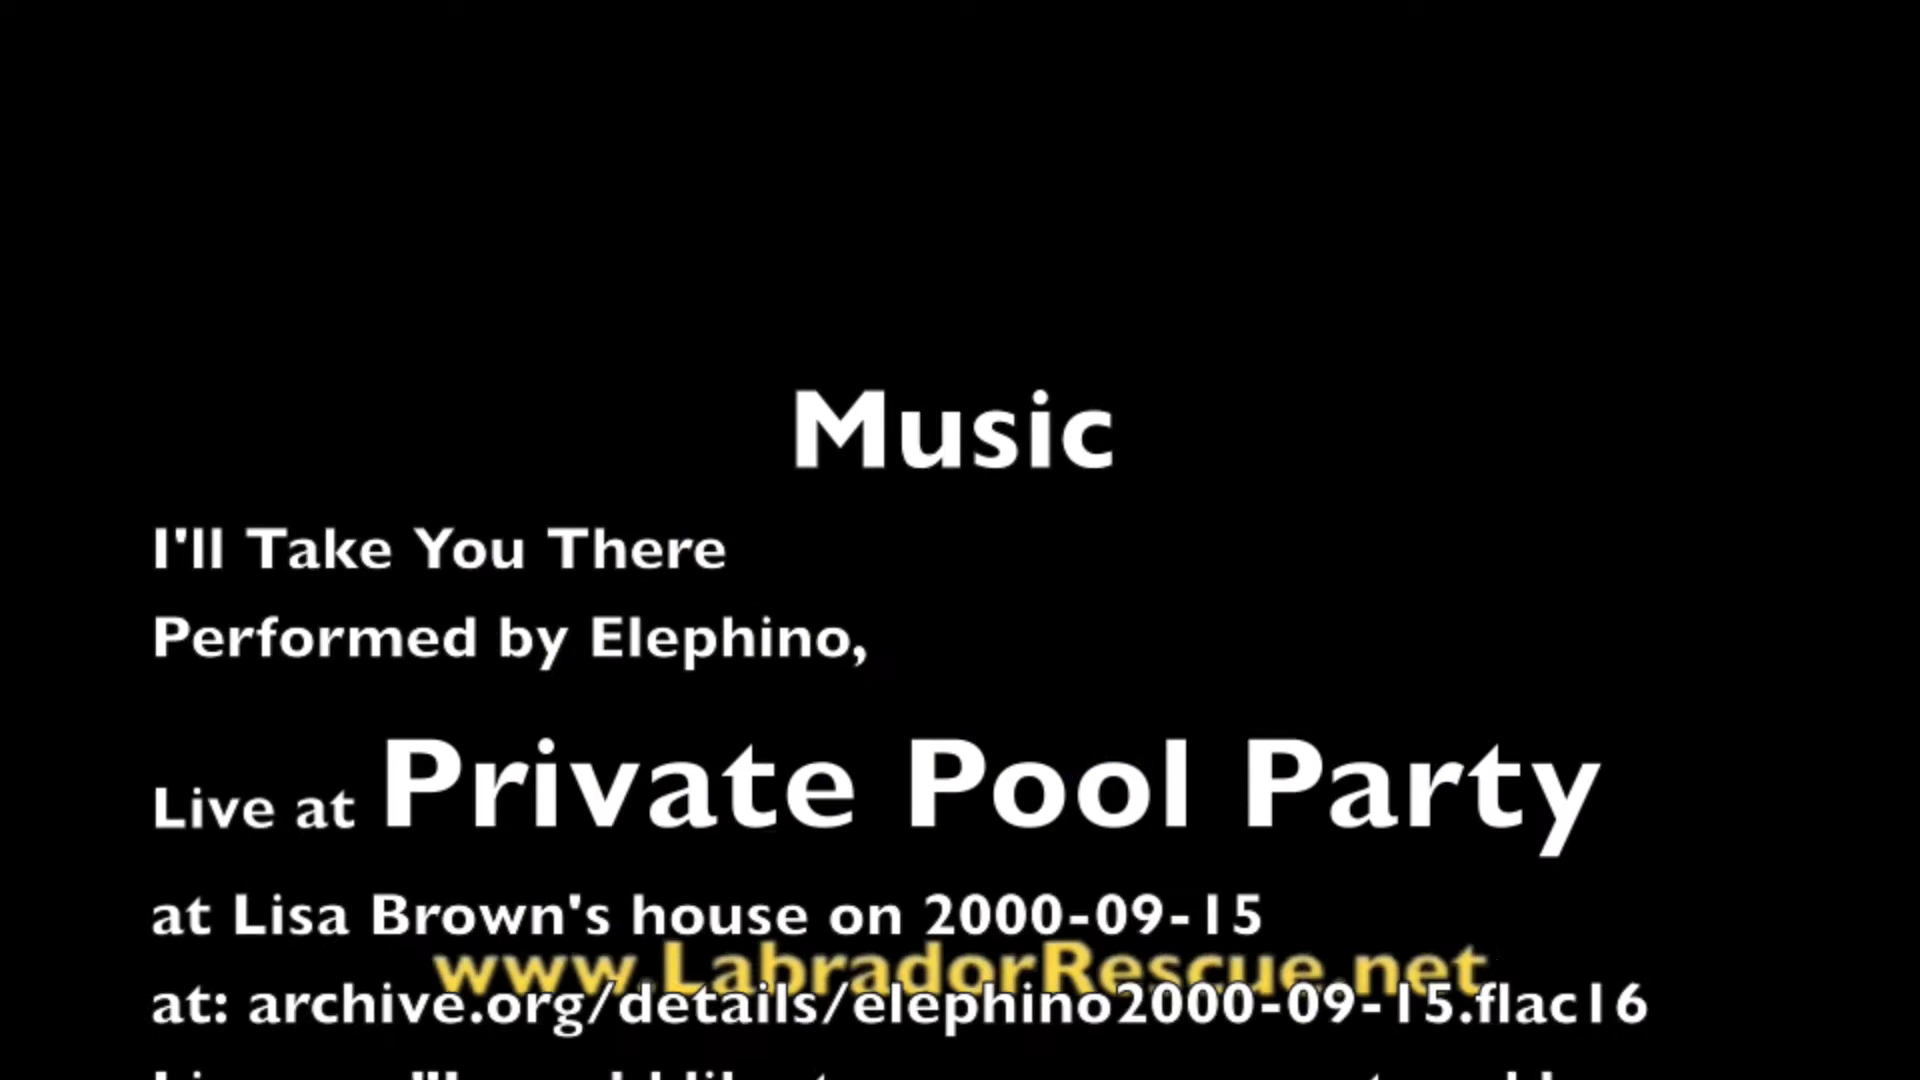 Music
I'll Take You There
Performed by Elephino,
Live at Private Pool Party
at Lisa Brown's house on 2000-09-15
www.LabradorRescue.net
at: archive.org/details/elephino2000-09-15.flac16